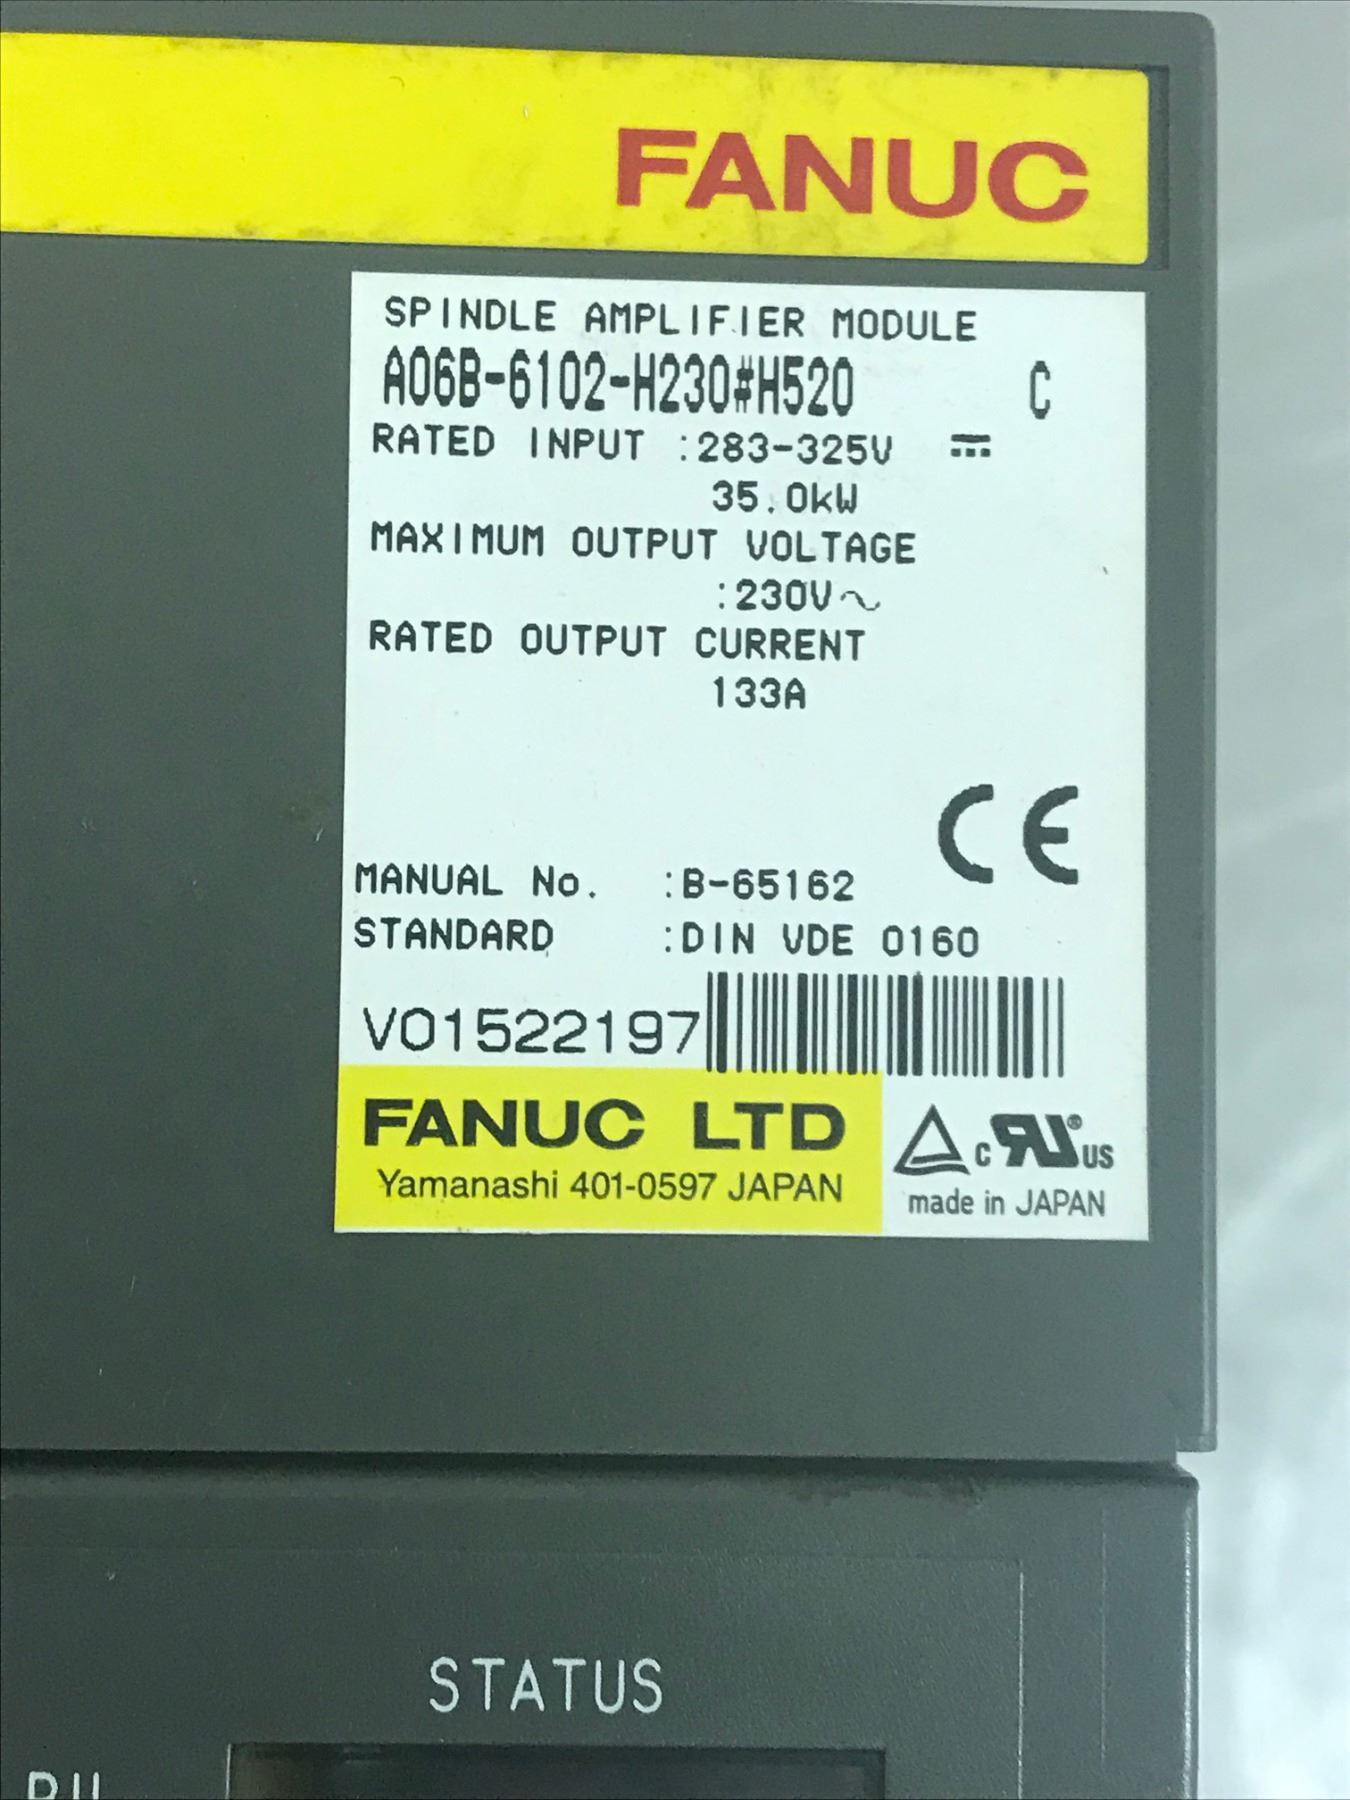 FANUC
SPINDLE AMPLIFIER MODULE
A06B-6102-H230#H520 C
RATED INPUT :283-325V ⎓
35.0kW
MAXIMUM OUTPUT VOLTAGE
:230V～
RATED OUTPUT CURRENT
133A
CE
MANUAL No. :B-65162
STANDARD :DIN VDE 0160
V01522197
FANUC LTD
Yamanashi 401-0597 JAPAN
c RU ® US
made in JAPAN
STATUS